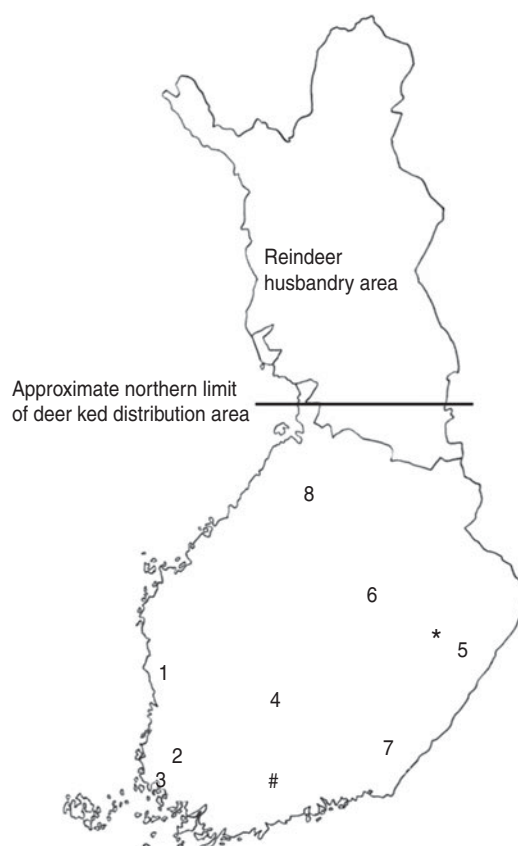 Reindeer
husbandry area
Approximate northern limit
of deer ked distribution area
8
6
*
5
1
4
7
2
3
#